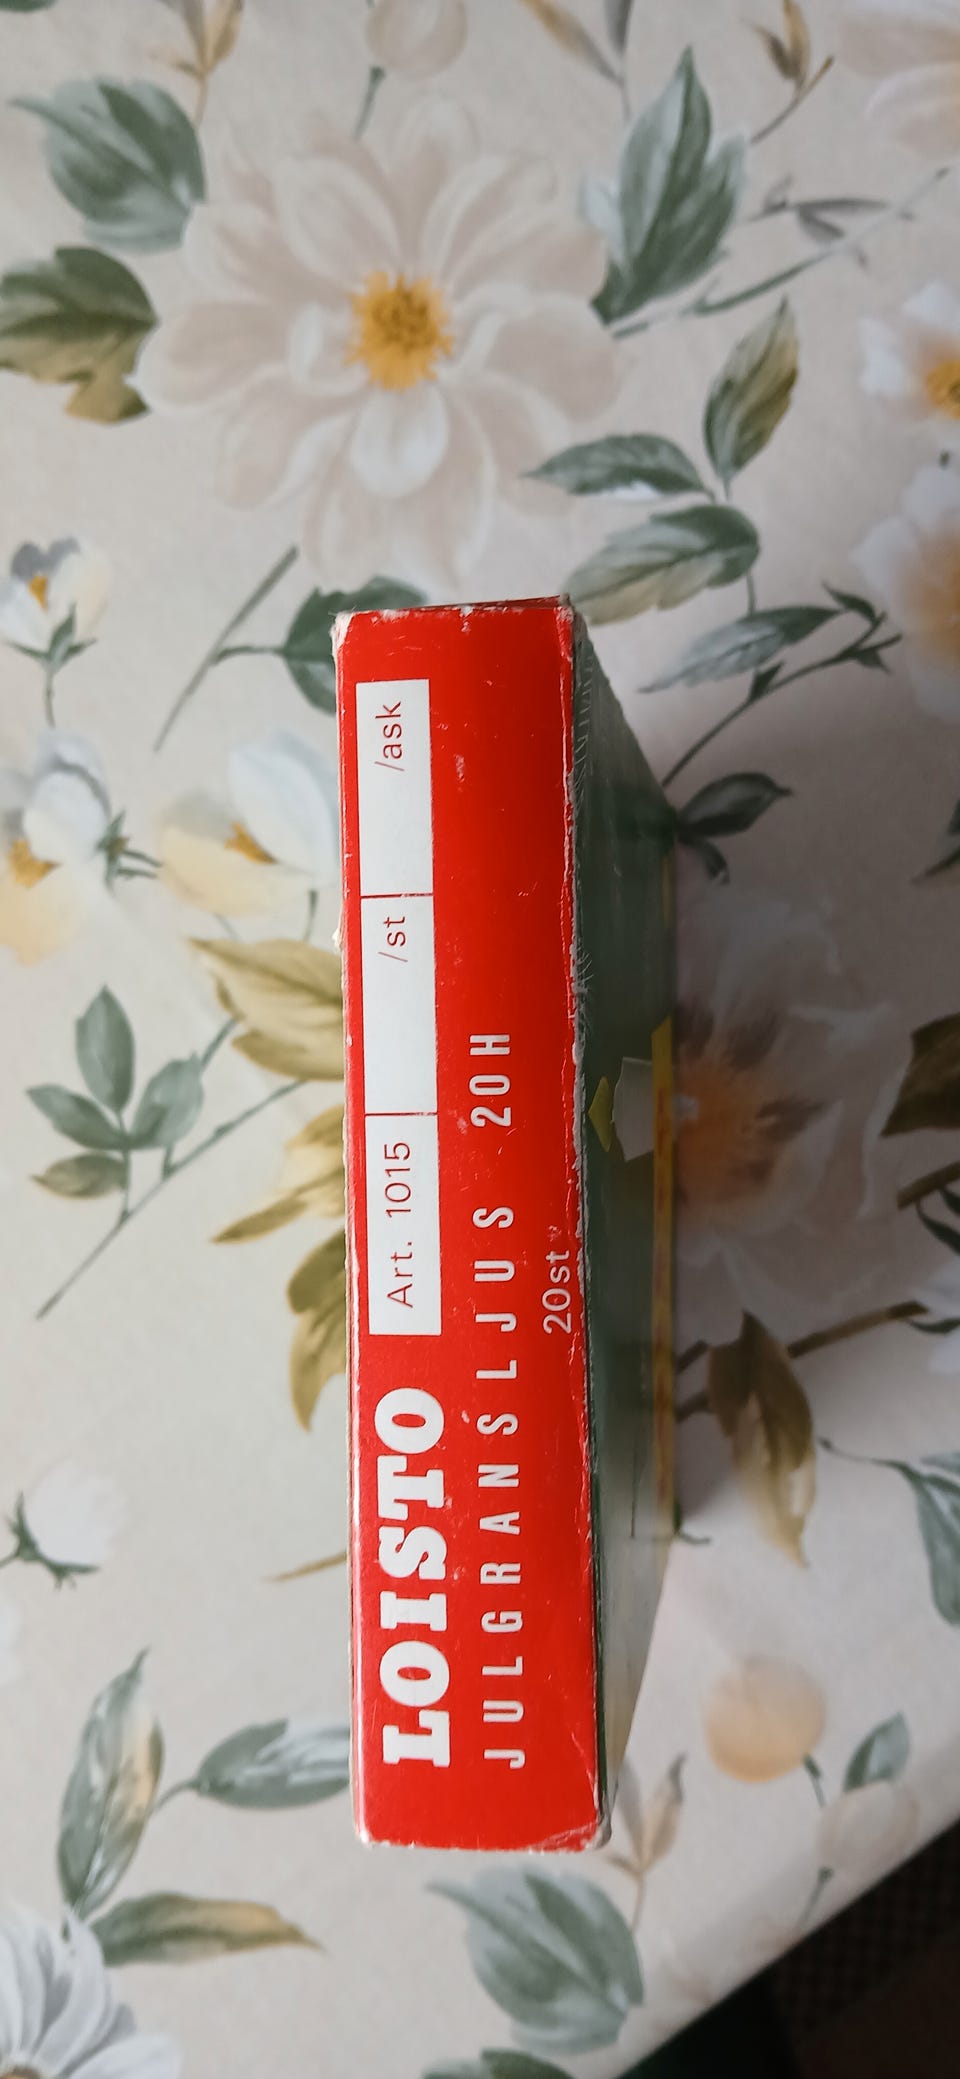 LOISTO
Art. 1015 /st /ask
JULGRANSLJUS 20H
20st